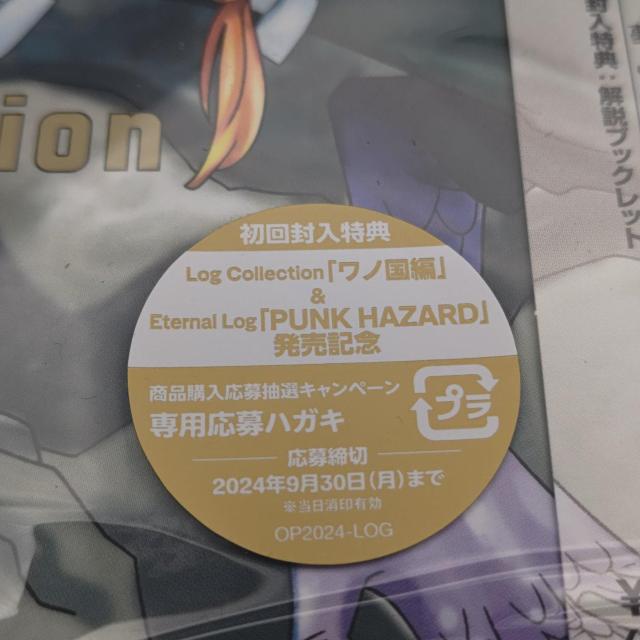 ion
初回封入特典
Log Collection「ワノ国編」
&
Eternal Log「PUNK HAZARD」
発売記念
商品購入応募抽選キャンペーン
専用応募ハガキ
プラ
応募締切
2024年9月30日(月)まで
※当日消印有効
OP2024-LOG
封入特典：解説ブックレット